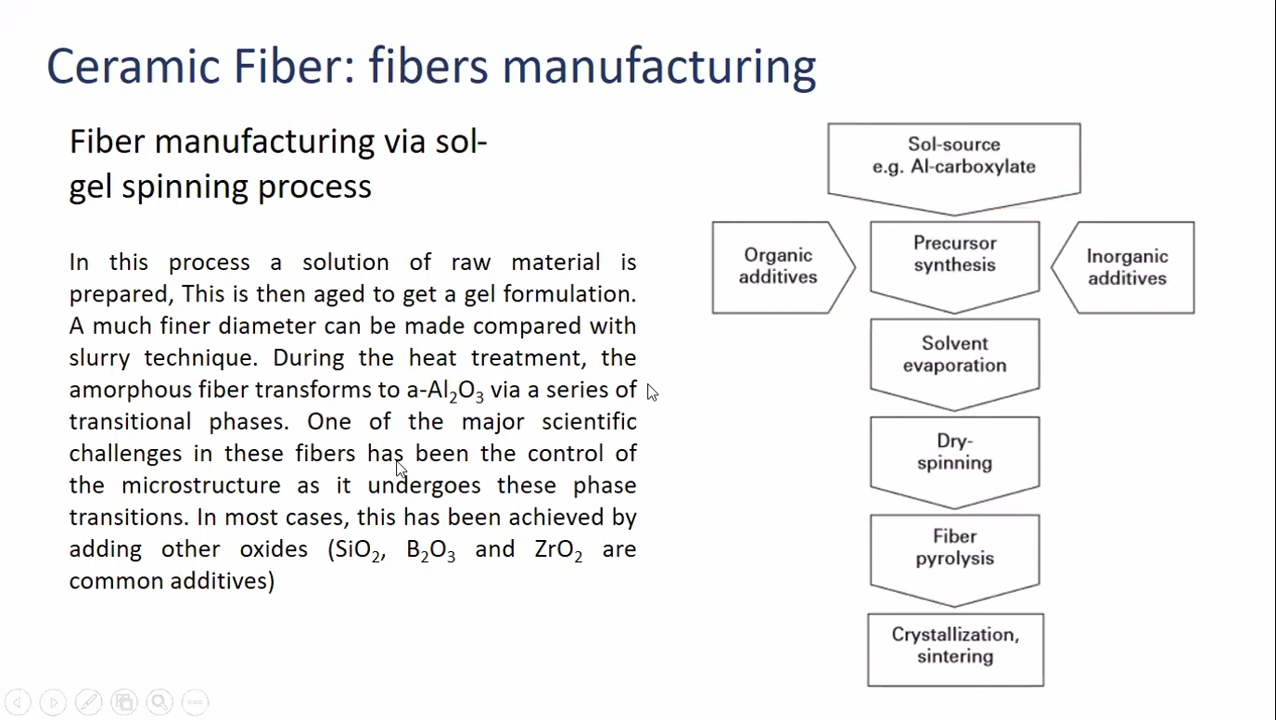 Ceramic Fiber: fibers manufacturing
Fiber manufacturing via sol-
gel spinning process
In this process a solution of raw material is
prepared, This is then aged to get a gel formulation.
A much finer diameter can be made compared with
slurry technique. During the heat treatment, the
amorphous fiber transforms to a-Al₂O₃ via a series of
transitional phases. One of the major scientific
challenges in these fibers has been the control of
the microstructure as it undergoes these phase
transitions. In most cases, this has been achieved by
adding other oxides (SiO₂, B₂O₃ and ZrO₂ are
common additives)
Sol-source
e.g. Al-carboxylate
Organic
additives
Precursor
synthesis
Inorganic
additives
Solvent
evaporation
Dry-
spinning
Fiber
pyrolysis
Crystallization,
sintering